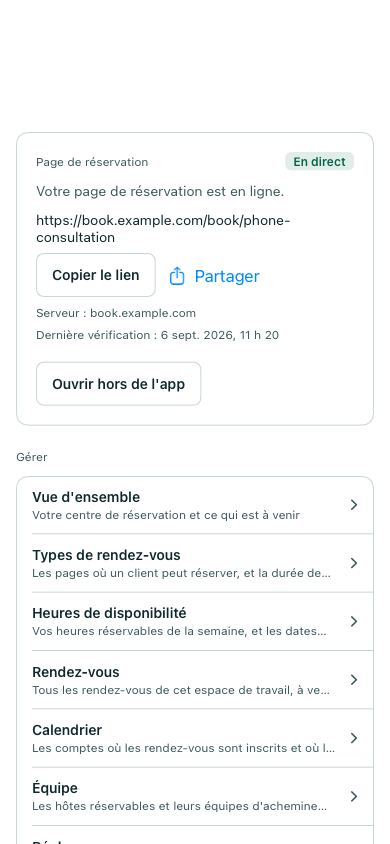 Page de réservation
En direct
Votre page de réservation est en ligne.
https://book.example.com/book/phone-
consultation
Copier le lien
Partager
Serveur : book.example.com
Dernière vérification : 6 sept. 2026, 11 h 20
Ouvrir hors de l'app
Gérer
Vue d'ensemble
Votre centre de réservation et ce qui est à venir
Types de rendez-vous
Les pages où un client peut réserver, et la durée de...
Heures de disponibilité
Vos heures réservables de la semaine, et les dates...
Rendez-vous
Tous les rendez-vous de cet espace de travail, à ve...
Calendrier
Les comptes où les rendez-vous sont inscrits et où l...
Équipe
Les hôtes réservables et leurs équipes d'achemine...